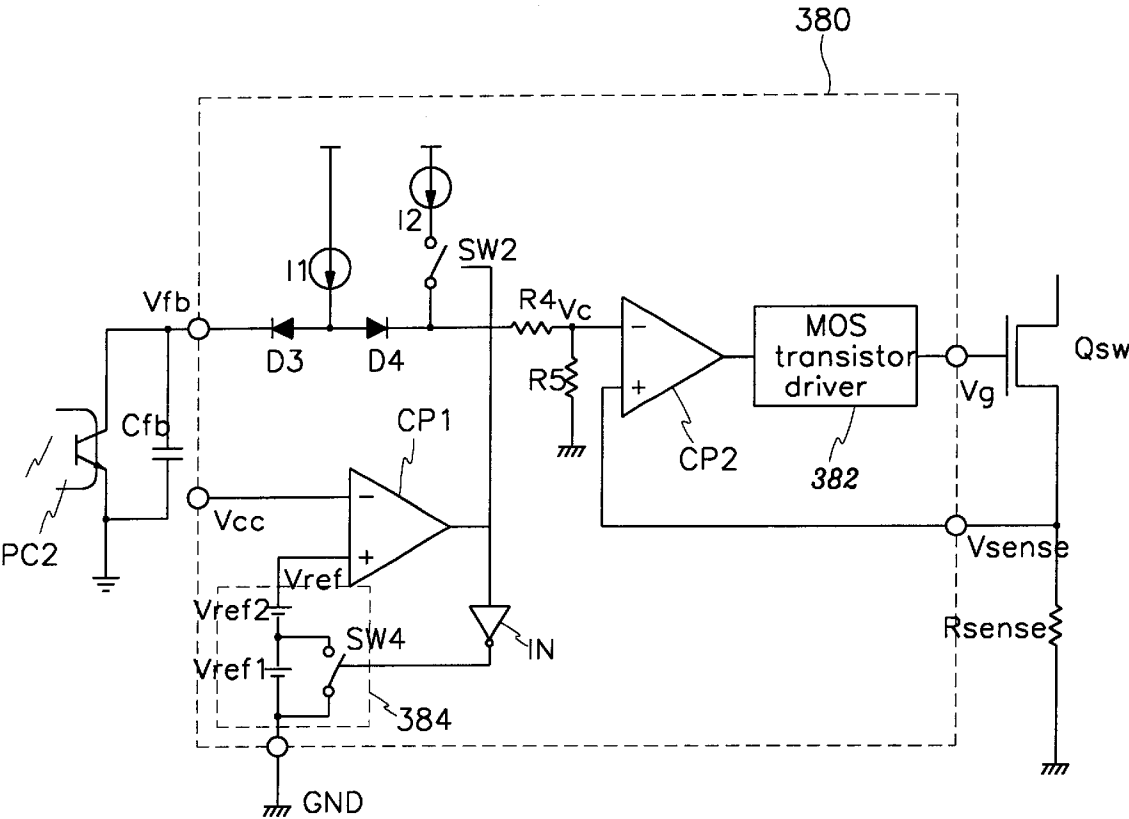 380
I2
SW2
I1
Vfb
R4
Vc
−
MOS
transistor
driver
Qsw
D3
D4
R5
+
Vg
Cfb
CP1
CP2
382
−
Vcc
Vsense
PC2
+
Vref
Vref2
Rsense
SW4
IN
Vref1
384
GND